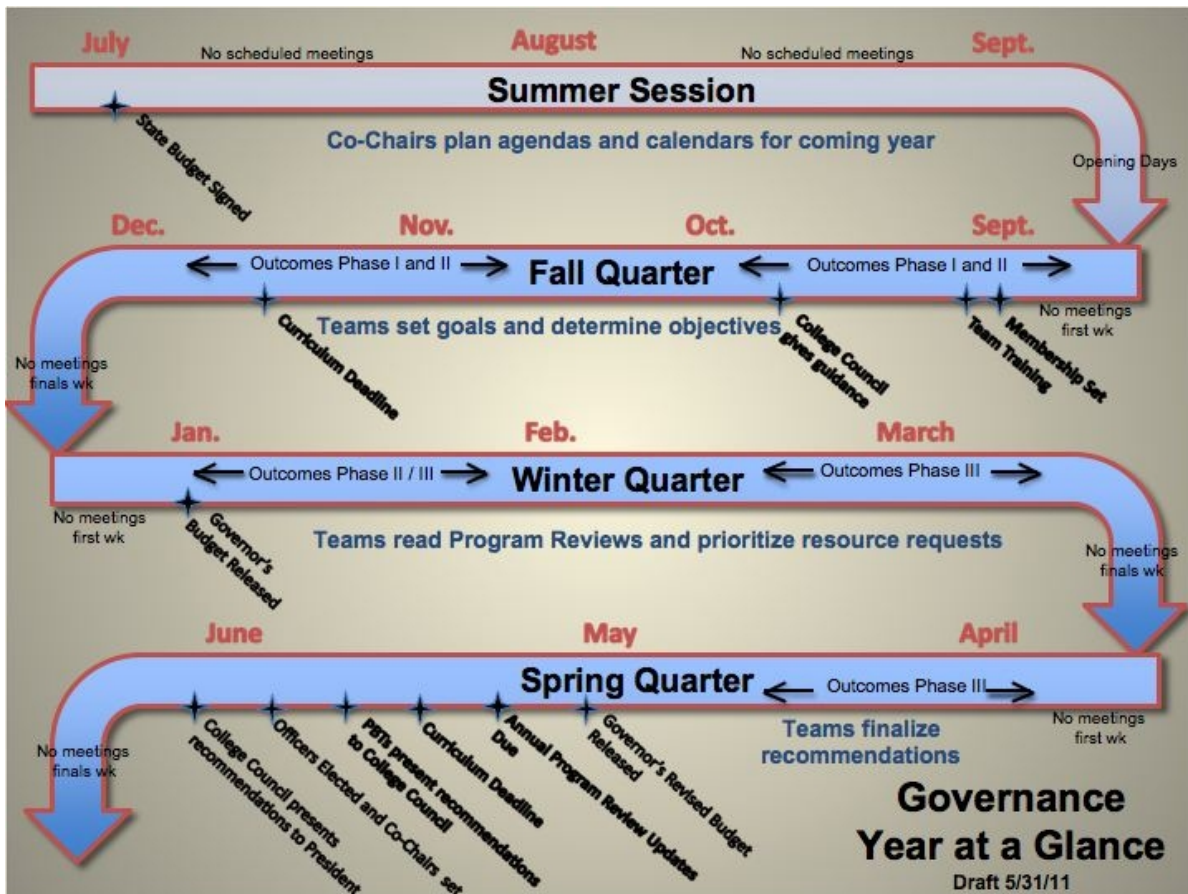 July
August
Sept.
No scheduled meetings
No scheduled meetings
Summer Session
State Budget Signed
Co-Chairs plan agendas and calendars for coming year
Opening Days
Dec.
Nov.
Oct.
Sept.
Outcomes Phase I and II
Fall Quarter
Outcomes Phase I and II
No meetings
first wk
Teams set goals and determine objectives
Curriculum Deadline
College Council
gives guidance
Team Training
Membership Set
No meetings
finals wk
Jan.
Feb.
March
Outcomes Phase II / III
Winter Quarter
Outcomes Phase III
No meetings
first wk
Governor's
Budget Released
Teams read Program Reviews and prioritize resource requests
No meetings
finals wk
June
May
April
Spring Quarter
Outcomes Phase III
No meetings
first wk
Teams finalize
recommendations
No meetings
finals wk
College Council presents
recommendations to President
Officers Elected and Co-Chairs set
PBTs present recommendations
to College Council
Curriculum Deadline
Annual Program Review Updates
Due
Governor's Revised Budget
Released
Governance
Year at a Glance
Draft 5/31/11